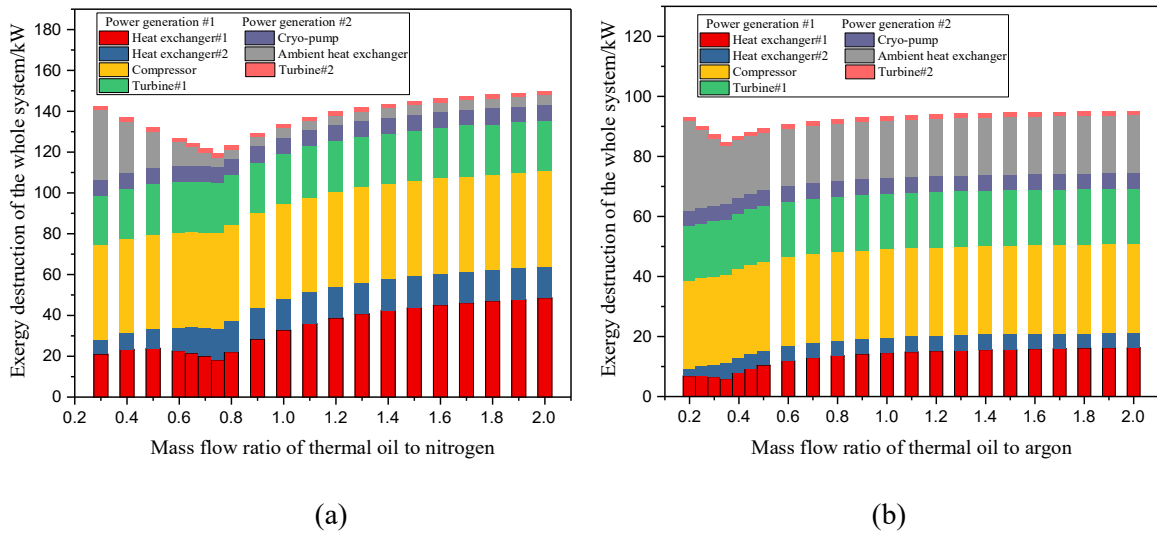 Exergy destruction of the whole system/kW
190
180
160
140
120
100
80
60
40
20
0
Power generation #1 Power generation #2
Heat exchanger#1 Cryo-pump
Heat exchanger#2 Ambient heat exchanger
Compressor Turbine#2
Turbine#1
0.2 0.4 0.6 0.8 1.0 1.2 1.4 1.6 1.8 2.0
Mass flow ratio of thermal oil to nitrogen
(a)
Exergy destruction of the whole system/kW
120
100
80
60
40
20
0
Power generation #1 Power generation #2
Heat exchanger#1 Cryo-pump
Heat exchanger#2 Ambient heat exchanger
Compressor Turbine#2
Turbine#1
0.2 0.4 0.6 0.8 1.0 1.2 1.4 1.6 1.8 2.0
Mass flow ratio of thermal oil to argon
(b)